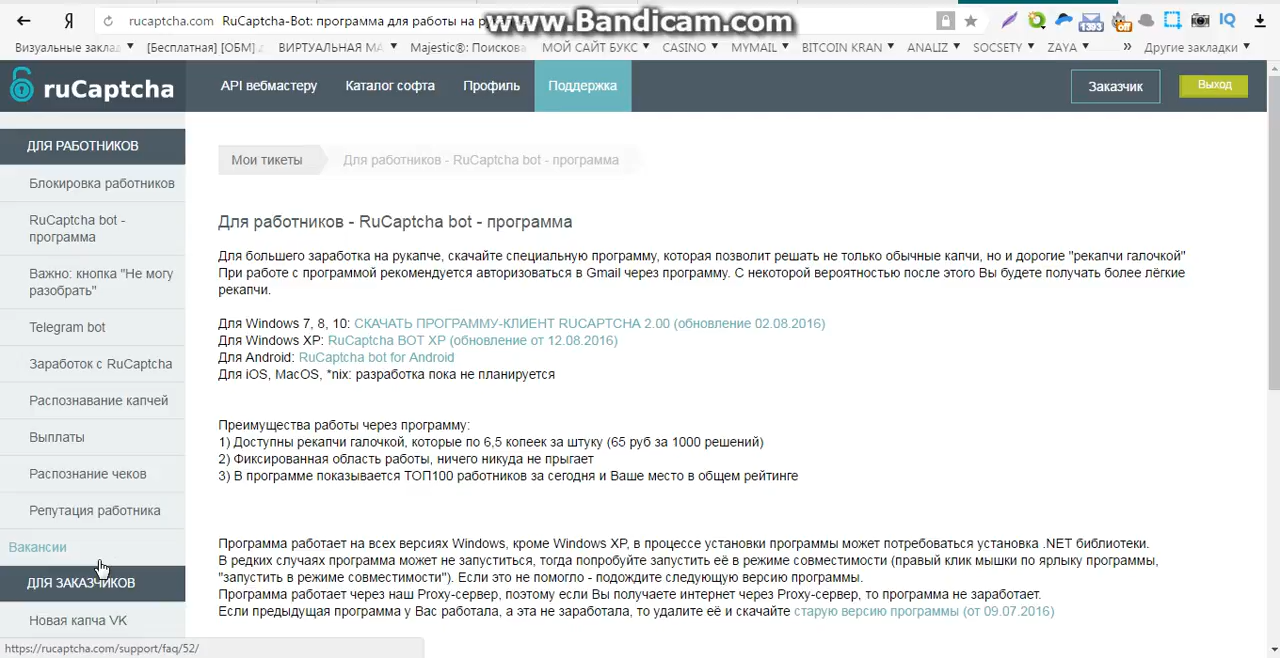 rucaptcha.com RuCaptcha-Bot: программа для работы на
www.Bandicam.com
1393
off
IQ
Визуальные заклад
[Бесплатная] [ОБМ]
ВИРТУАЛЬНАЯ МА
Majestic®: Поискова
МОЙ САЙТ БУКС
CASINO
MYMAIL
BITCOIN KRAN
ANALIZ
SOCSETY
ZAYA
»
Другие закладки
ruCaptcha
API вебмастеру
Каталог софта
Профиль
Поддержка
Заказчик
Выход
ДЛЯ РАБОТНИКОВ
Блокировка работников
RuCaptcha bot -
программа
Важно: кнопка "Не могу
разобрать"
Telegram bot
Заработок с RuCaptcha
Распознавание капчей
Выплаты
Распознание чеков
Репутация работника
Вакансии
ДЛЯ ЗАКАЗЧИКОВ
Новая капча VK
Мои тикеты
Для работников - RuCaptcha bot - программа
Для работников - RuCaptcha bot - программа
Для большего заработка на рукапче, скачайте специальную программу, которая позволит решать не только обычные капчи, но и дорогие "рекапчи галочкой"
При работе с программой рекомендуется авторизоваться в Gmail через программу. С некоторой вероятностью после этого Вы будете получать более лёгкие
рекапчи.
Для Windows 7, 8, 10: СКАЧАТЬ ПРОГРАММУ-КЛИЕНТ RUCAPTCHA 2.00 (обновление 02.08.2016)
Для Windows XP: RuCaptcha BOT XP (обновление от 12.08.2016)
Для Android: RuCaptcha bot for Android
Для iOS, MacOS, *nix: разработка пока не планируется
Преимущества работы через программу:
1) Доступны рекапчи галочкой, которые по 6,5 копеек за штуку (65 руб за 1000 решений)
2) Фиксированная область работы, ничего никуда не прыгает
3) В программе показывается ТОП100 работников за сегодня и Ваше место в общем рейтинге
Программа работает на всех версиях Windows, кроме Windows XP, в процессе установки программы может потребоваться установка .NET библиотеки.
В редких случаях программа может не запуститься, тогда попробуйте запустить её в режиме совместимости (правый клик мышки по ярлыку программы,
"запустить в режиме совместимости"). Если это не помогло - подождите следующую версию программы.
Программа работает через наш Proxy-сервер, поэтому если Вы получаете интернет через Proxy-сервер, то программа не заработает.
Если предыдущая программа у Вас работала, а эта не заработала, то удалите её и скачайте старую версию программы (от 09.07.2016)
https://rucaptcha.com/support/faq/52/